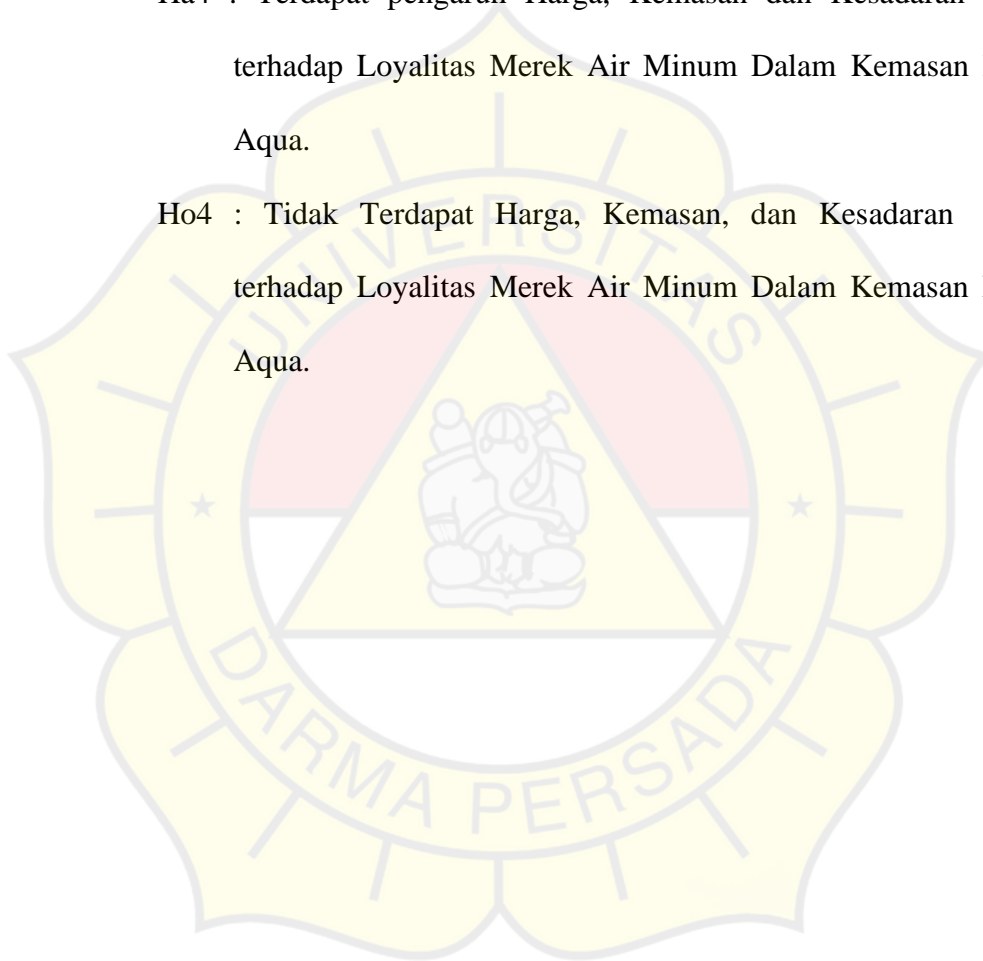 Ha4 : Terdapat pengaruh Harga, Kemasan dan Kesadaran
terhadap Loyalitas Merek Air Minum Dalam Kemasan
Aqua.
Ho4 : Tidak Terdapat Harga, Kemasan, dan Kesadaran
terhadap Loyalitas Merek Air Minum Dalam Kemasan
Aqua.
UNIVERSITAS
DARMA PERSADA